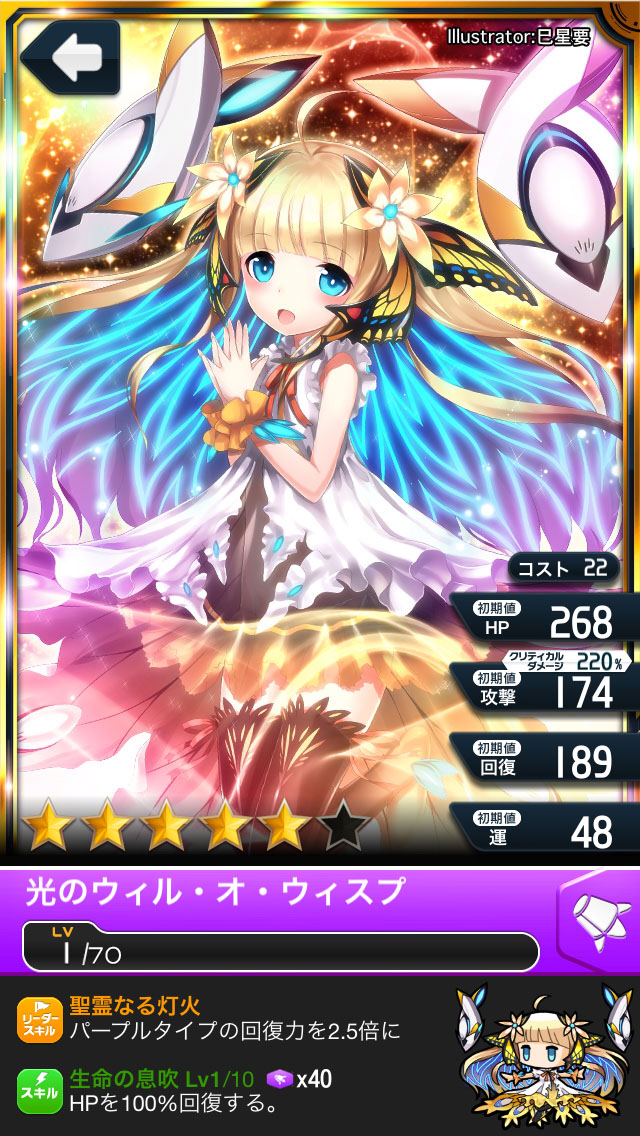 Illustrator:巳星要
コスト 22
初期値
HP 268
クリティカルダメージ 220%
初期値
攻撃 174
初期値
回復 189
初期値
運 48
光のウィル・オ・ウィスプ
LV
1/70
リーダースキル 聖霊なる灯火
パープルタイプの回復力を2.5倍に
スキル 生命の息吹 Lv1/10 x40
HPを100%回復する。